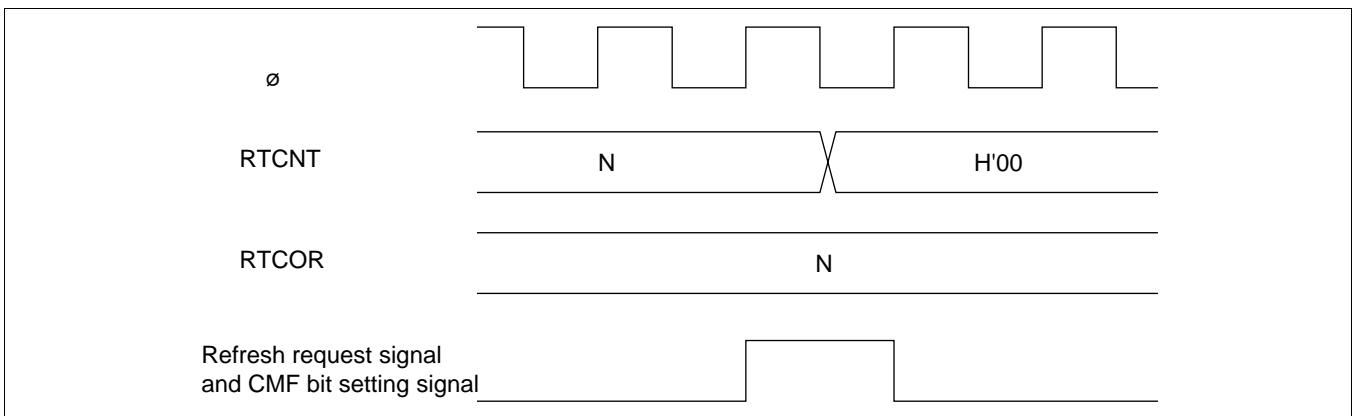 ø
RTCNT
N
H'00
RTCOR
N
Refresh request signal
and CMF bit setting signal